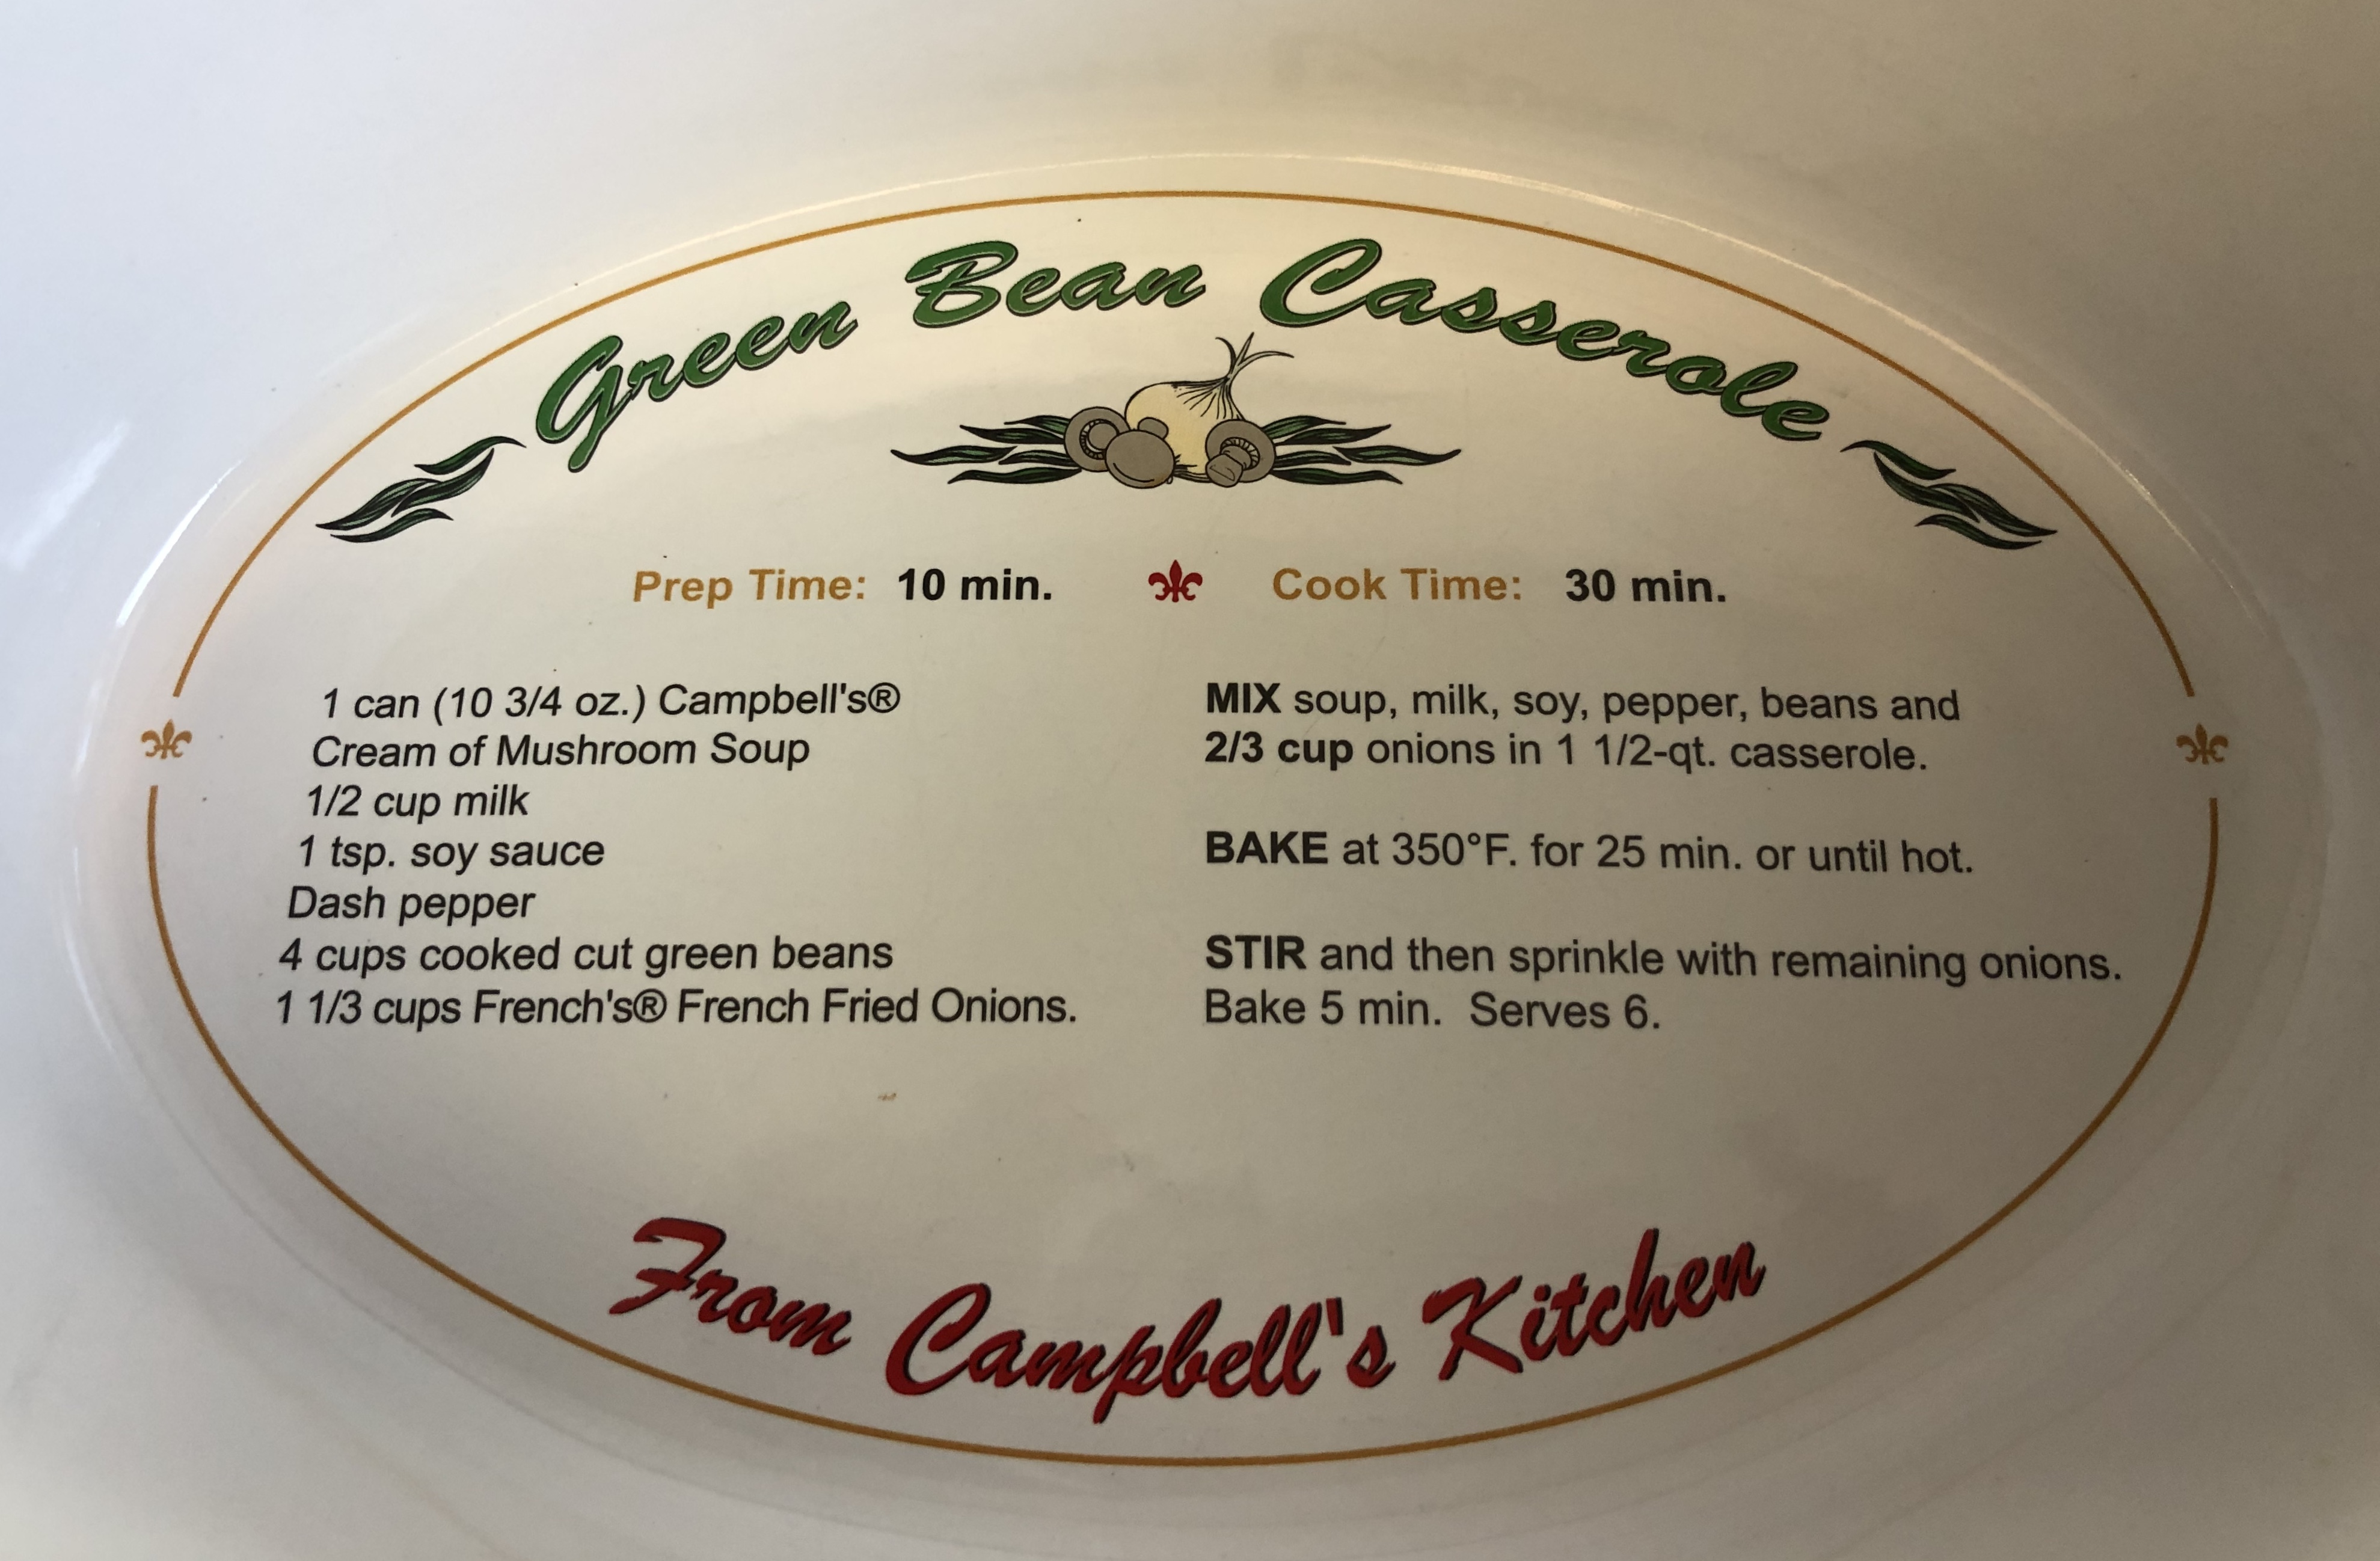 Green Bean Casserole
Prep Time: 10 min. Cook Time: 30 min.
1 can (10 3/4 oz.) Campbell's®
Cream of Mushroom Soup
1/2 cup milk
1 tsp. soy sauce
Dash pepper
4 cups cooked cut green beans
1 1/3 cups French's® French Fried Onions.
MIX soup, milk, soy, pepper, beans and
2/3 cup onions in 1 1/2-qt. casserole.
BAKE at 350°F. for 25 min. or until hot.
STIR and then sprinkle with remaining onions.
Bake 5 min. Serves 6.
From Campbell's Kitchen